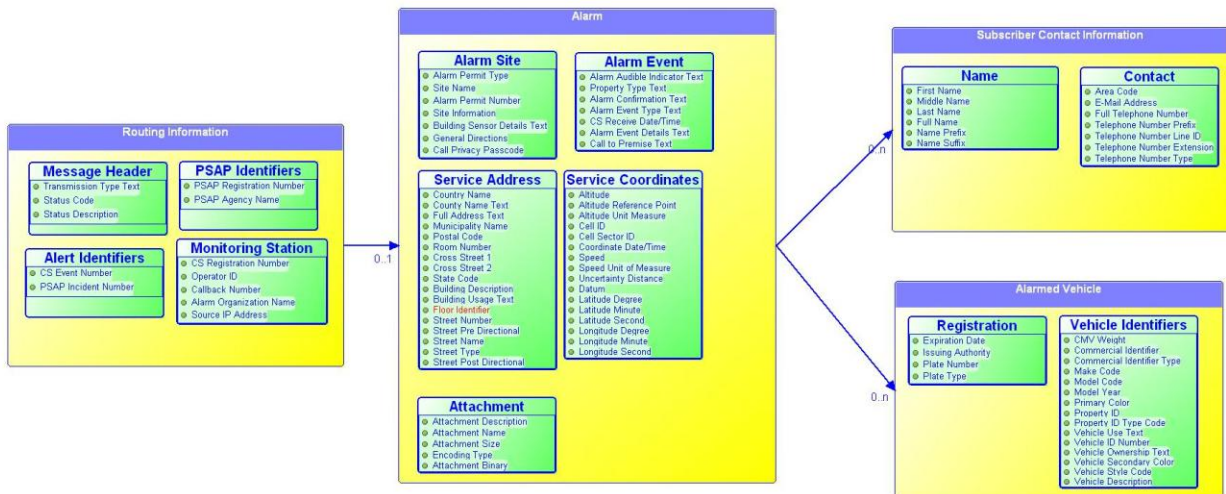 Routing Information
Message Header
Transmission Type Text
Status Code
Status Description
PSAP Identifiers
PSAP Registration Number
PSAP Agency Name
Alert Identifiers
CS Event Number
PSAP Incident Number
Monitoring Station
CS Registration Number
Operator ID
Callback Number
Alarm Organization Name
Source IP Address
0..1
Alarm
Alarm Site
Alarm Permit Type
Site Name
Alarm Permit Number
Site Information
Building Sensor Details Text
General Directions
Call Privacy Passcode
Alarm Event
Alarm Audible Indicator Text
Property Type Text
Alarm Confirmation Text
Alarm Event Type Text
CS Receive Date/Time
Alarm Event Details Text
Call to Premise Text
Service Address
Country Name
County Name Text
Full Address Text
Municipality Name
Postal Code
Room Number
Cross Street 1
Cross Street 2
State Code
Building Description
Building Usage Text
Floor Identifier
Street Number
Street Pre Directional
Street Name
Street Type
Street Post Directional
Service Coordinates
Altitude
Altitude Reference Point
Altitude Unit Measure
Cell ID
Cell Sector ID
Coordinate Date/Time
Speed
Speed Unit of Measure
Uncertainty Distance
Datum
Latitude Degree
Latitude Minute
Latitude Second
Longitude Degree
Longitude Minute
Longitude Second
Attachment
Attachment Description
Attachment Name
Attachment Size
Encoding Type
Attachment Binary
0..n
0..n
Subscriber Contact Information
Name
First Name
Middle Name
Last Name
Full Name
Name Prefix
Name Suffix
Contact
Area Code
E-Mail Address
Full Telephone Number
Telephone Number Prefix
Telephone Number Line ID
Telephone Number Extension
Telephone Number Type
Alarmed Vehicle
Registration
Expiration Date
Issuing Authority
Plate Number
Plate Type
Vehicle Identifiers
CMV Weight
Commercial Identifier
Commercial Identifier Type
Make Code
Model Code
Model Year
Primary Color
Property ID
Property ID Type Code
Vehicle Use Text
Vehicle ID Number
Vehicle Ownership Text
Vehicle Secondary Color
Vehicle Style Code
Vehicle Description